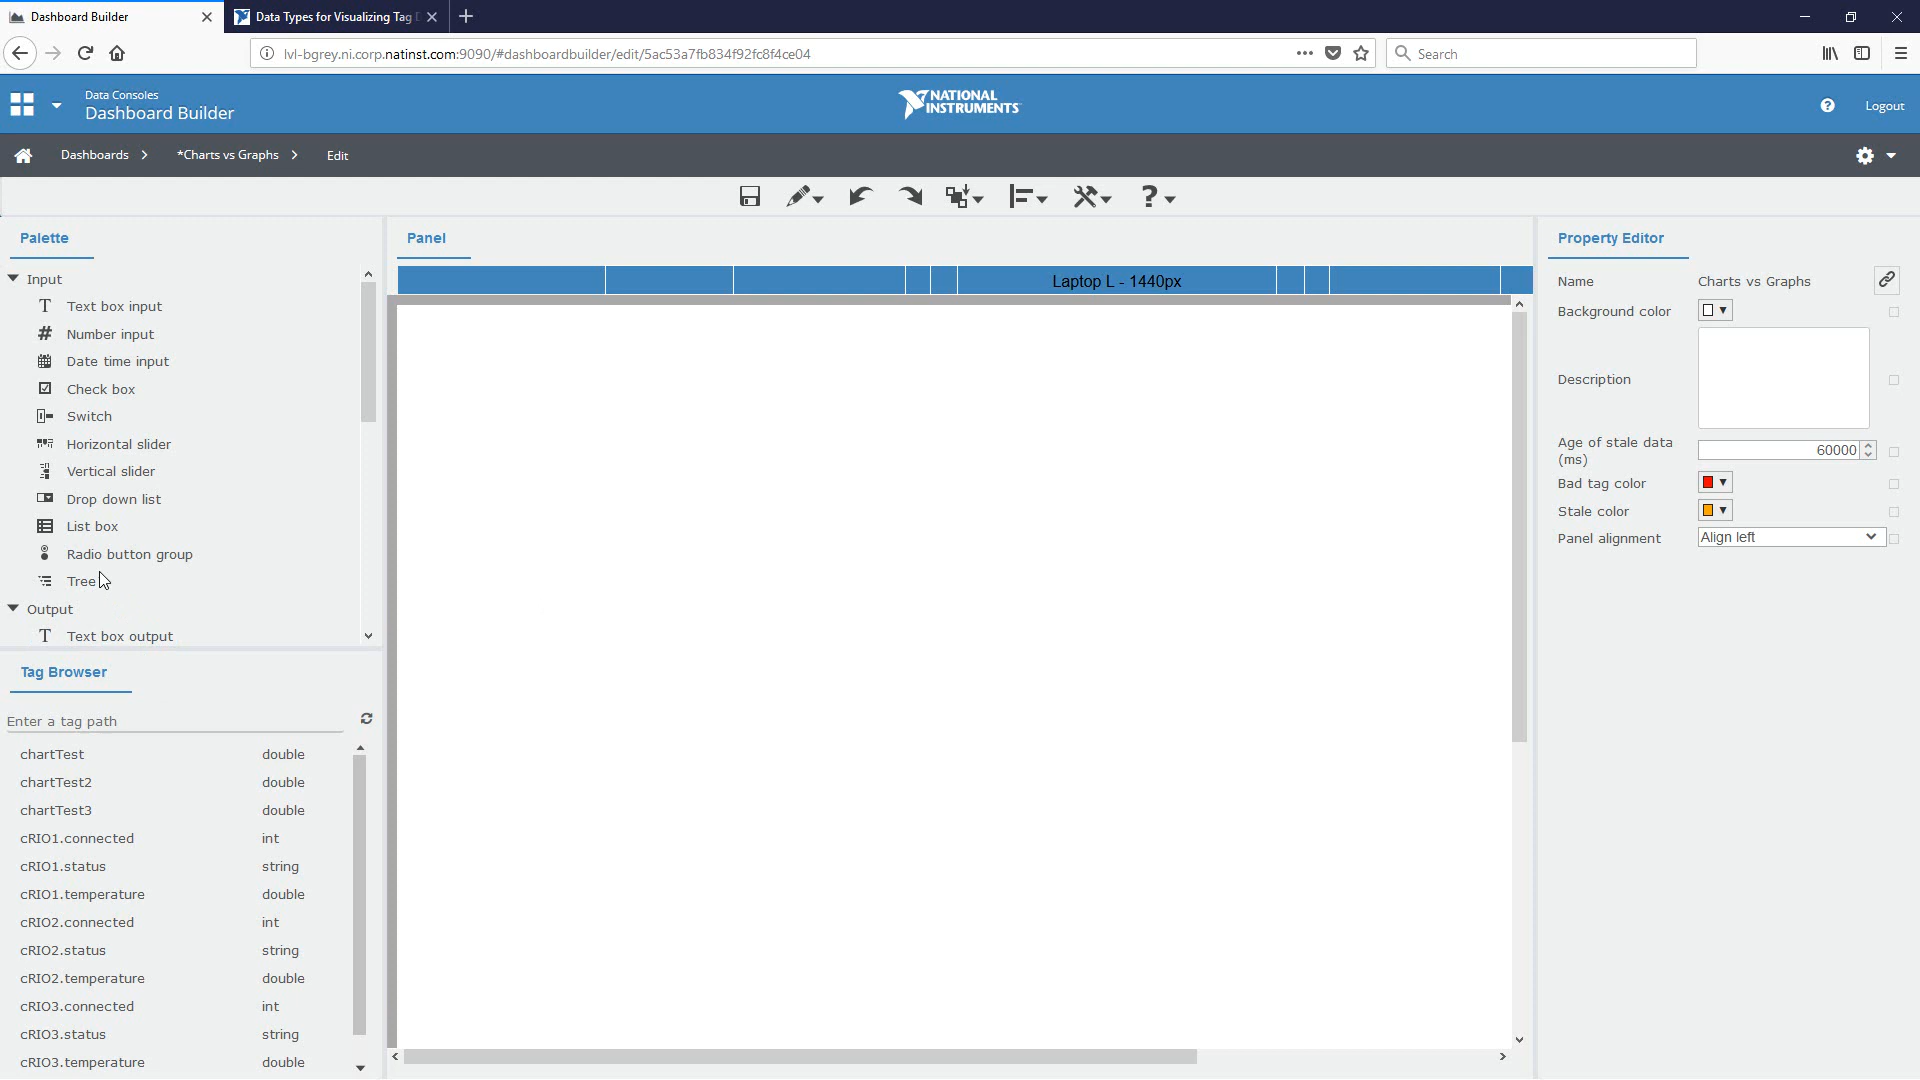 Dashboard Builder
Data Types for Visualizing Tag
lvl-bgrey.ni.corp.natinst.com:9090/#dashboardbuilder/edit/5ac53a7fb834f92fc8f4ce04
Search
Data Consoles
Dashboard Builder
NATIONAL
INSTRUMENTS
Logout
Dashboards
*Charts vs Graphs
Edit
Palette
Input
Text box input
Number input
Date time input
Check box
Switch
Horizontal slider
Vertical slider
Drop down list
List box
Radio button group
Tree
Output
Text box output
Tag Browser
Enter a tag path
chartTest double
chartTest2 double
chartTest3 double
cRIO1.connected int
cRIO1.status string
cRIO1.temperature double
cRIO2.connected int
cRIO2.status string
cRIO2.temperature double
cRIO3.connected int
cRIO3.status string
cRIO3.temperature double
Panel
Laptop L - 1440px
Property Editor
Name Charts vs Graphs
Background color
Description
Age of stale data
(ms) 60000
Bad tag color
Stale color
Panel alignment Align left